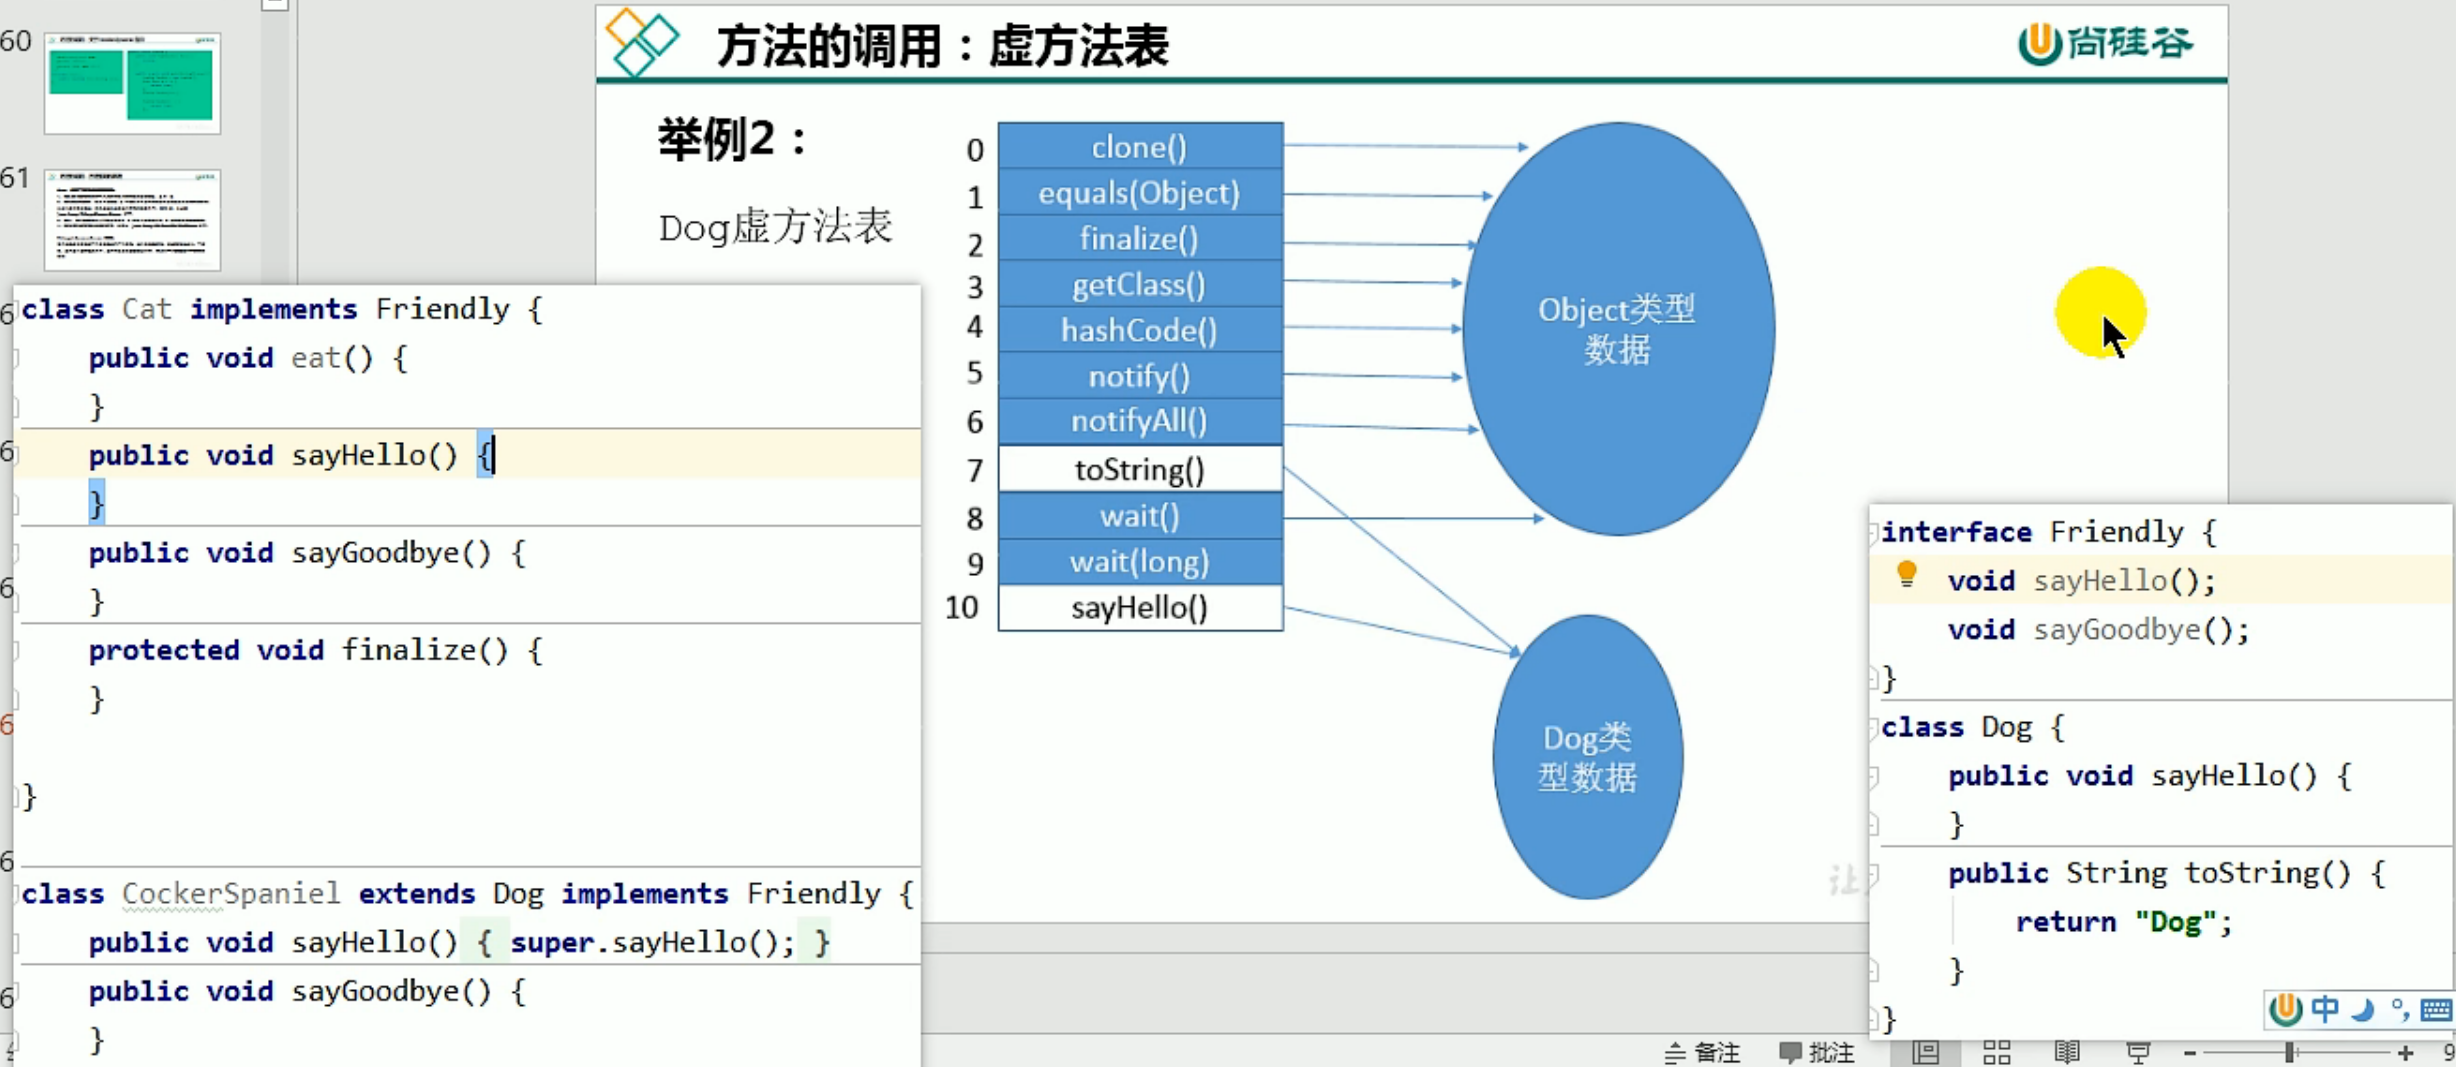 60
61
方法的调用：虚方法表
尚硅谷
举例2：
Dog虚方法表
0 clone()
1 equals(Object)
2 finalize()
3 getClass()
4 hashCode()
5 notify()
6 notifyAll()
7 toString()
8 wait()
9 wait(long)
10 sayHello()
Object类型
数据
Dog类
型数据
class Cat implements Friendly {
public void eat() {
}
public void sayHello() {
}
public void sayGoodbye() {
}
protected void finalize() {
}
}
class CockerSpaniel extends Dog implements Friendly {
public void sayHello() { super.sayHello(); }
public void sayGoodbye() {
}
interface Friendly {
void sayHello();
void sayGoodbye();
}
class Dog {
public void sayHello() {
}
public String toString() {
return "Dog";
}
}
让
中
备注 批注
9